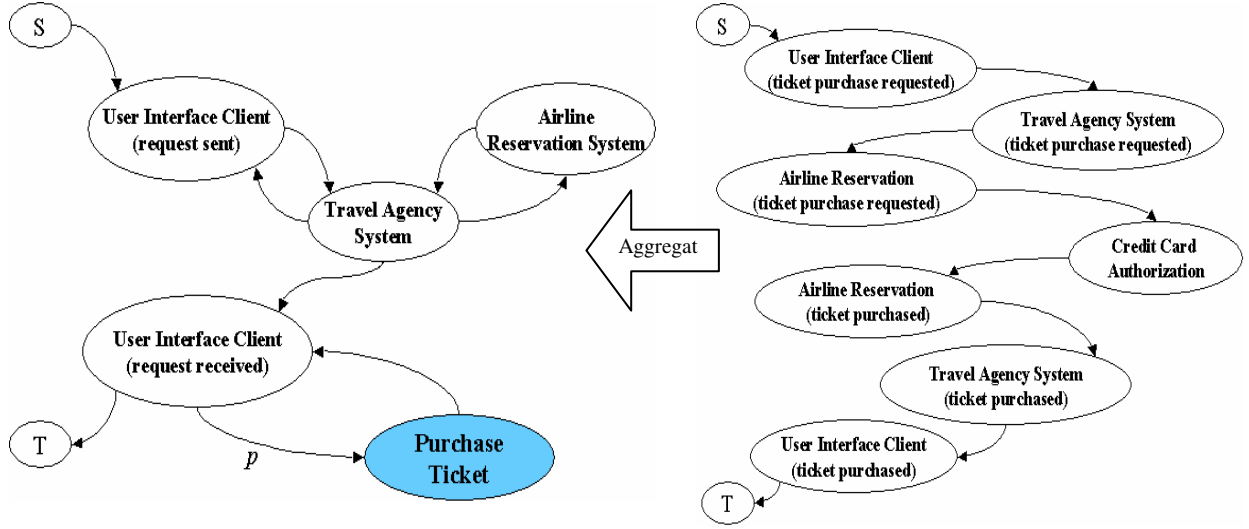 S
User Interface Client
(request sent)
Airline
Reservation System
Travel Agency
System
User Interface Client
(request received)
T
p
Purchase
Ticket
Aggregat
S
User Interface Client
(ticket purchase requested)
Travel Agency System
(ticket purchase requested)
Airline Reservation
(ticket purchase requested)
Credit Card
Authorization
Airline Reservation
(ticket purchased)
Travel Agency System
(ticket purchased)
User Interface Client
(ticket purchased)
T